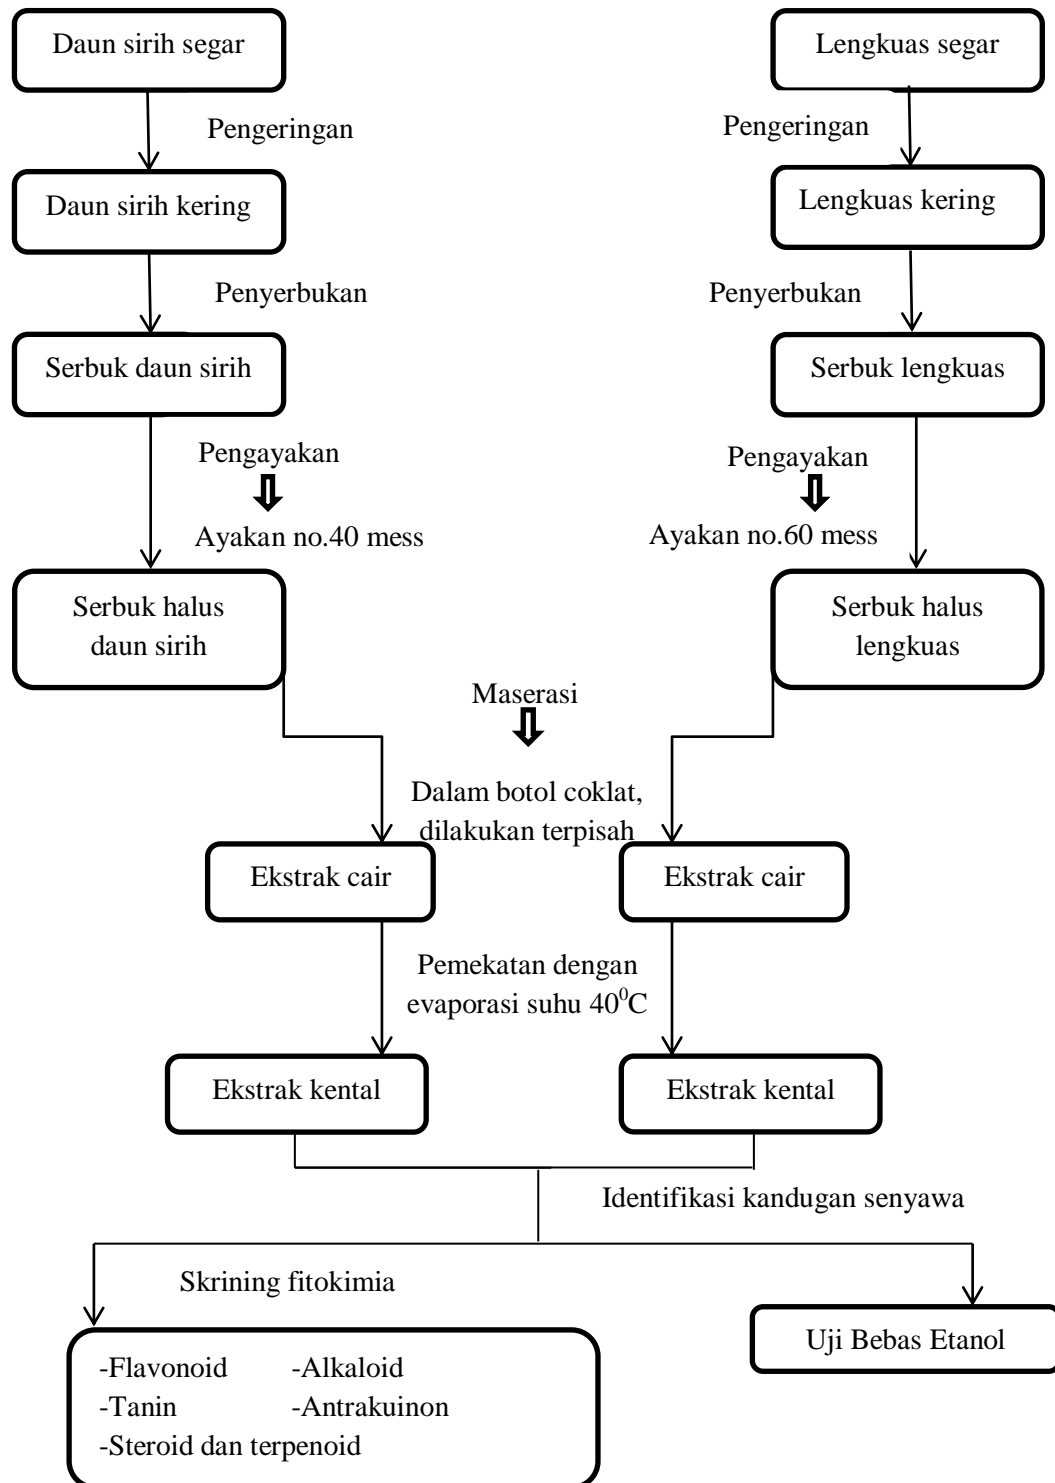 Daun sirih segar
Lengkuas segar
Pengeringan
Pengeringan
Daun sirih kering
Lengkuas kering
Penyerbukan
Penyerbukan
Serbuk daun sirih
Serbuk lengkuas
Pengayakan
Pengayakan
Ayakan no.40 mess
Ayakan no.60 mess
Serbuk halus
daun sirih
Serbuk halus
lengkuas
Maserasi
Dalam botol coklat,
dilakukan terpisah
Ekstrak cair
Ekstrak cair
Pemekatan dengan
evaporasi suhu 40⁰C
Ekstrak kental
Ekstrak kental
Identifikasi kandugan senyawa
Skrining fitokimia
Uji Bebas Etanol
-Flavonoid -Alkaloid
-Tanin -Antrakuinon
-Steroid dan terpenoid